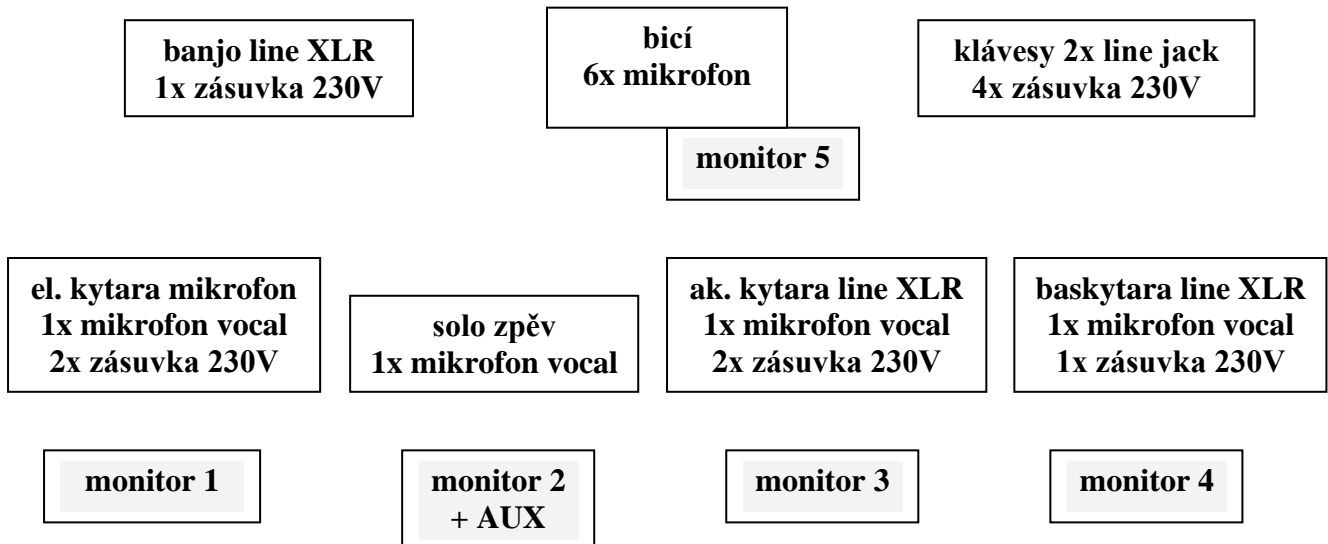 banjo line XLR
1x zásuvka 230V
bicí
6x mikrofon
klávesy 2x line jack
4x zásuvka 230V
monitor 5
el. kytara mikrofon
1x mikrofon vocal
2x zásuvka 230V
solo zpěv
1x mikrofon vocal
ak. kytara line XLR
1x mikrofon vocal
2x zásuvka 230V
baskytara line XLR
1x mikrofon vocal
1x zásuvka 230V
monitor 1
monitor 2
+ AUX
monitor 3
monitor 4